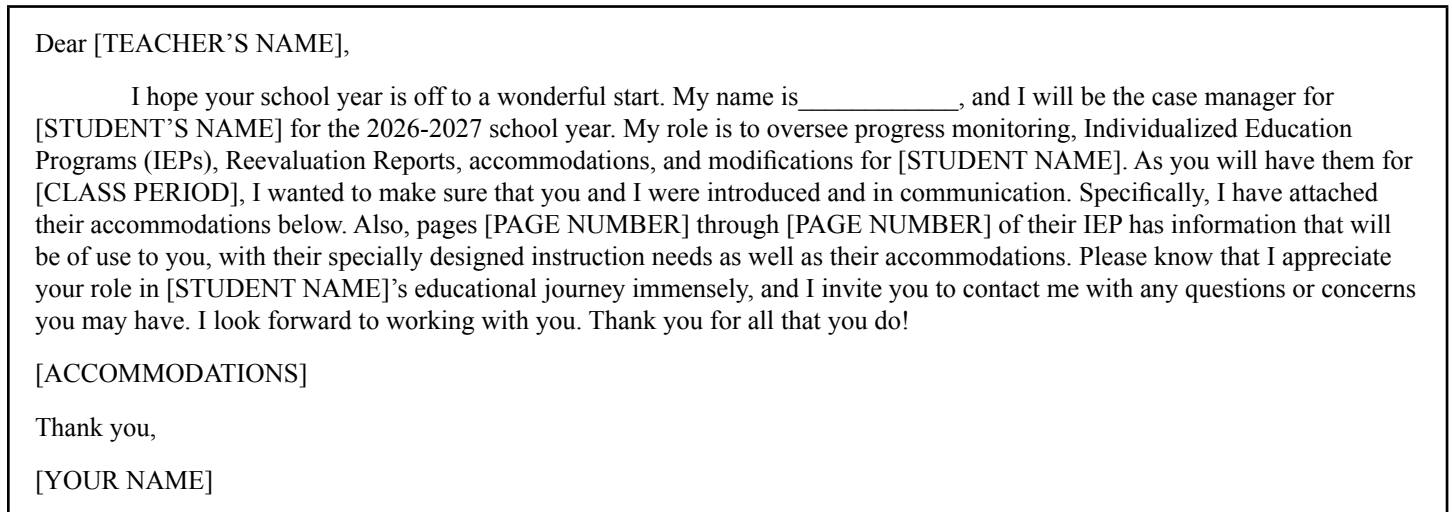 Dear [TEACHER’S NAME],
I hope your school year is off to a wonderful start. My name is____________, and I will be the case manager for
[STUDENT’S NAME] for the 2026-2027 school year. My role is to oversee progress monitoring, Individualized Education
Programs (IEPs), Reevaluation Reports, accommodations, and modifications for [STUDENT NAME]. As you will have them for
[CLASS PERIOD], I wanted to make sure that you and I were introduced and in communication. Specifically, I have attached
their accommodations below. Also, pages [PAGE NUMBER] through [PAGE NUMBER] of their IEP has information that will
be of use to you, with their specially designed instruction needs as well as their accommodations. Please know that I appreciate
your role in [STUDENT NAME]’s educational journey immensely, and I invite you to contact me with any questions or concerns
you may have. I look forward to working with you. Thank you for all that you do!
[ACCOMMODATIONS]
Thank you,
[YOUR NAME]